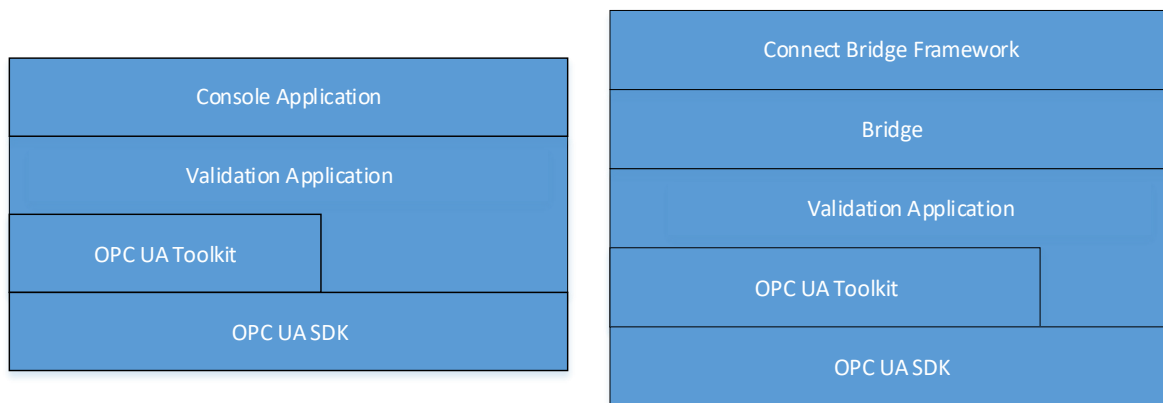 Console Application
Validation Application
OPC UA Toolkit
OPC UA SDK
Connect Bridge Framework
Bridge
Validation Application
OPC UA Toolkit
OPC UA SDK